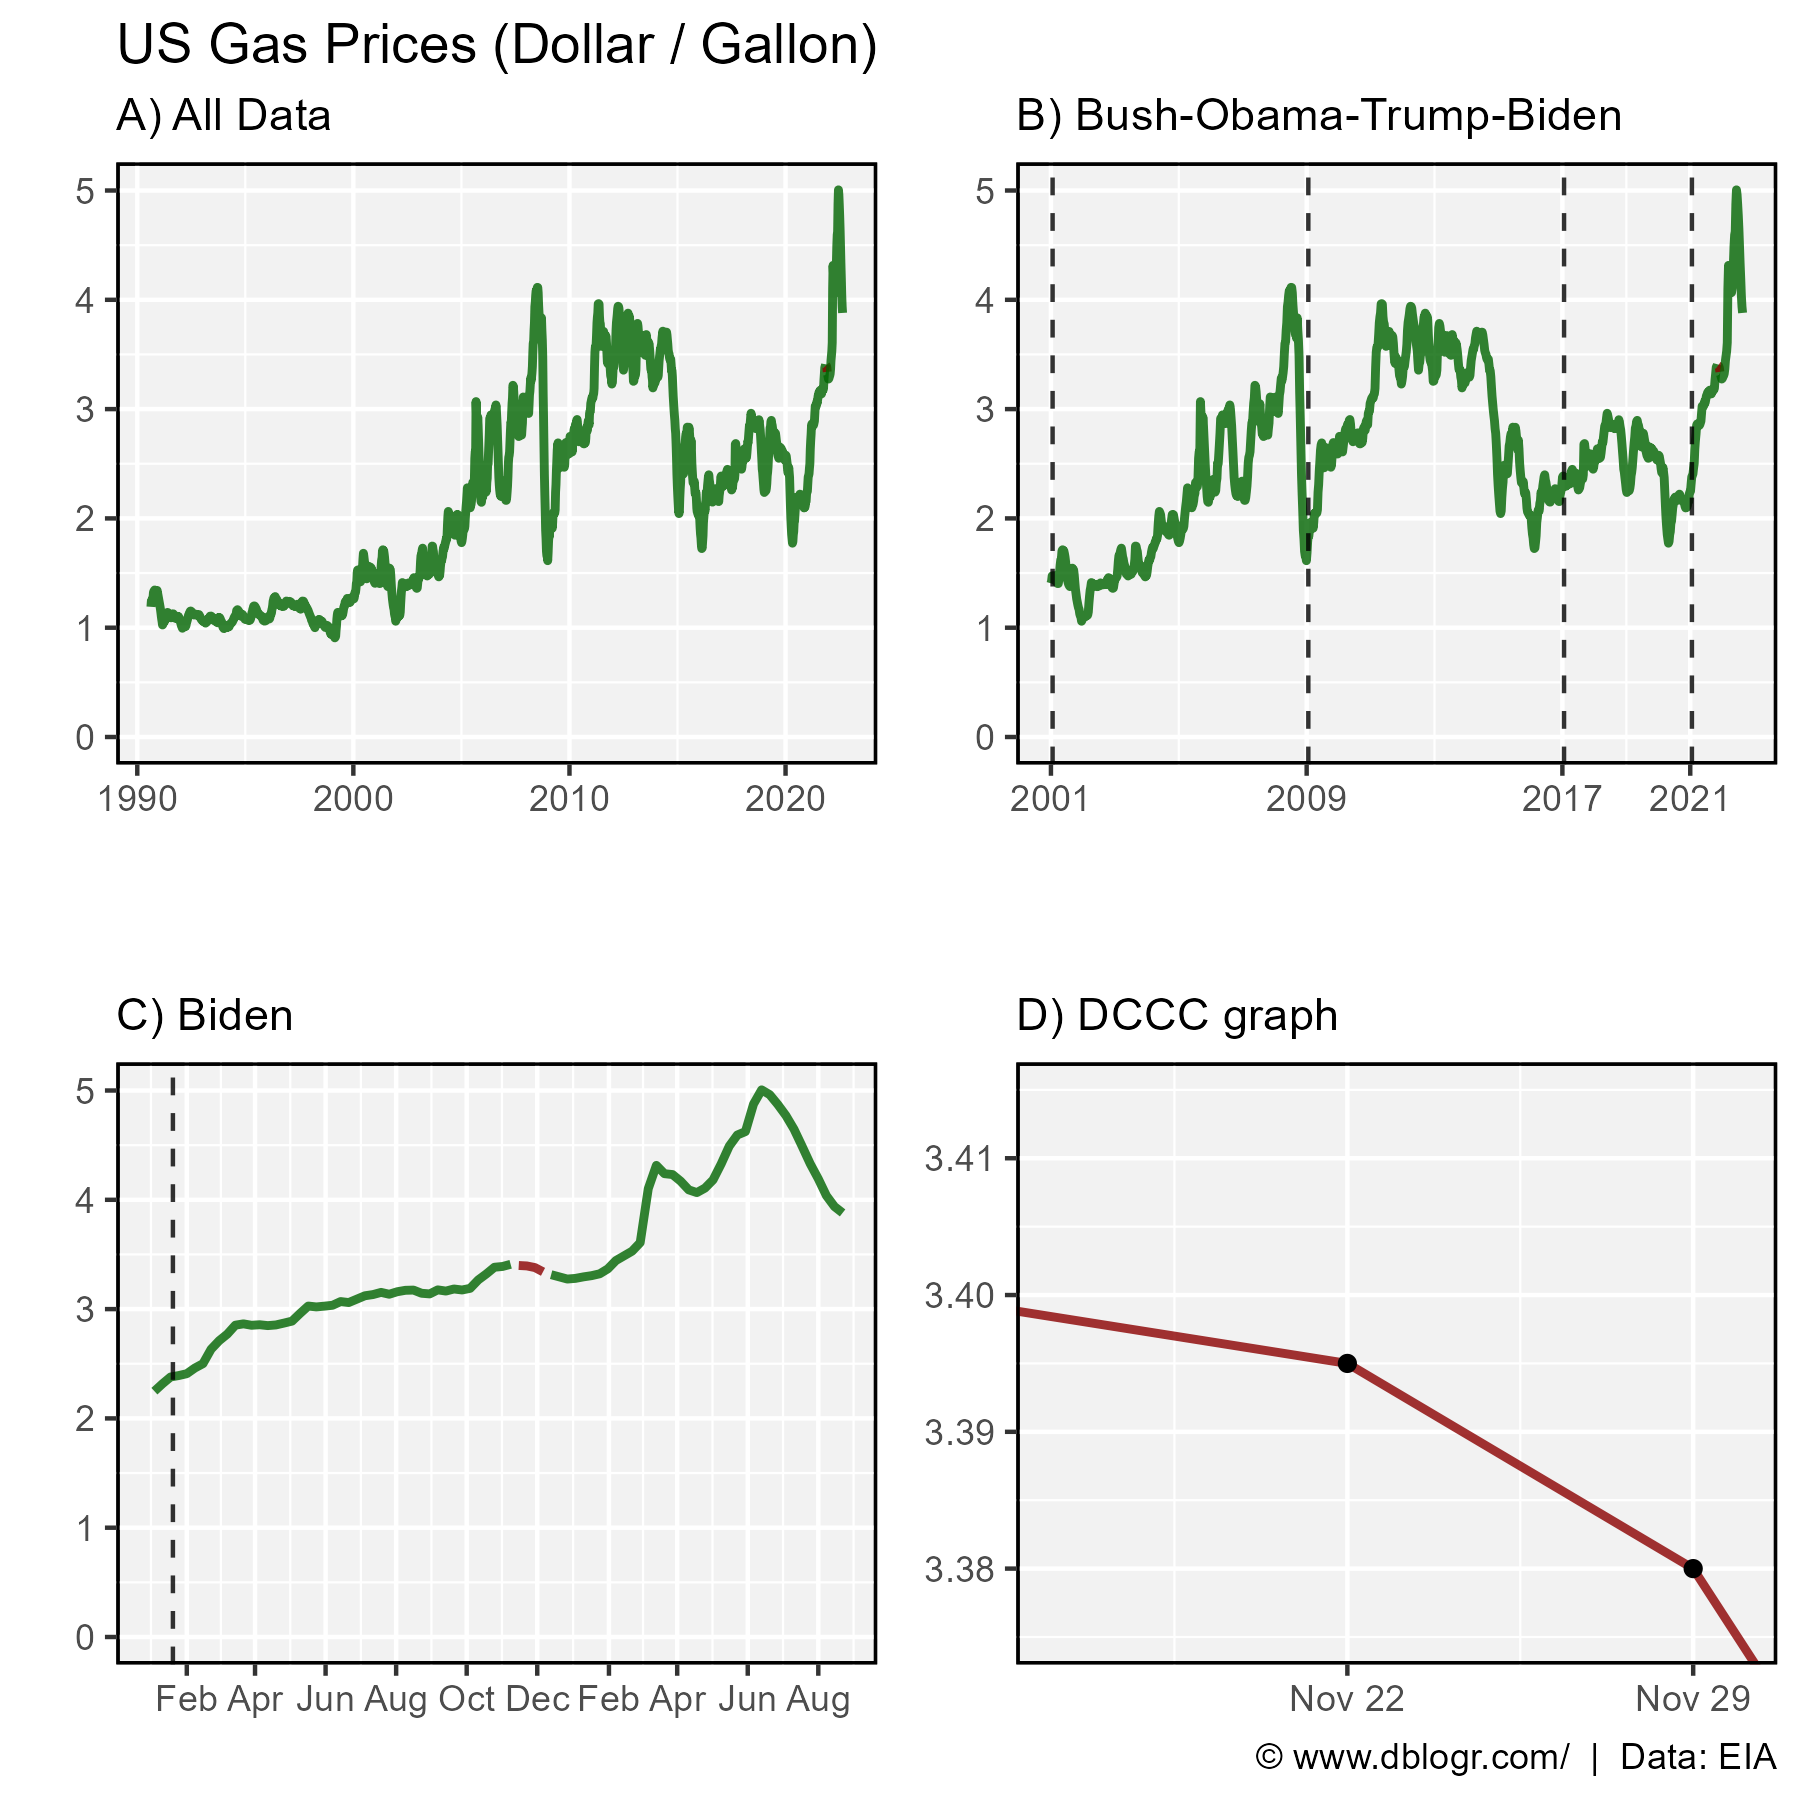 US Gas Prices (Dollar / Gallon)
A) All Data
5
4
3
2
1
0
1990 2000 2010 2020
B) Bush-Obama-Trump-Biden
5
4
3
2
1
0
2001 2009 2017 2021
C) Biden
5
4
3
2
1
0
Feb Apr Jun Aug Oct Dec Feb Apr Jun Aug
D) DCCC graph
3.41
3.40
3.39
3.38
Nov 22 Nov 29
© www.dblogr.com/ | Data: EIA